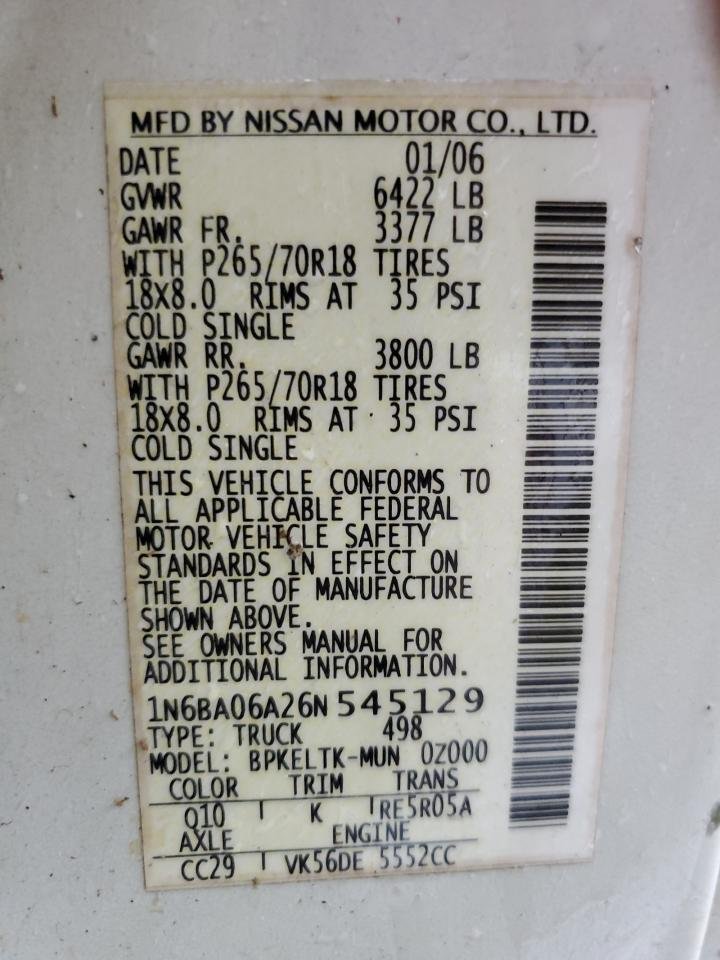 MFD BY NISSAN MOTOR CO., LTD.
DATE 01/06
GVWR 6422 LB
GAWR FR. 3377 LB
WITH P265/70R18 TIRES
18X8.0 RIMS AT 35 PSI
COLD SINGLE
GAWR RR. 3800 LB
WITH P265/70R18 TIRES
18X8.0 RIMS AT 35 PSI
COLD SINGLE
THIS VEHICLE CONFORMS TO
ALL APPLICABLE FEDERAL
MOTOR VEHICLE SAFETY
STANDARDS IN EFFECT ON
THE DATE OF MANUFACTURE
SHOWN ABOVE.
SEE OWNERS MANUAL FOR
ADDITIONAL INFORMATION.
1N6BA06A26N545129
TYPE: TRUCK 498
MODEL: BPKELTK-MUN 0Z000
COLOR TRIM TRANS
Q10 K RE5R05A
AXLE ENGINE
CC29 VK56DE 5552CC